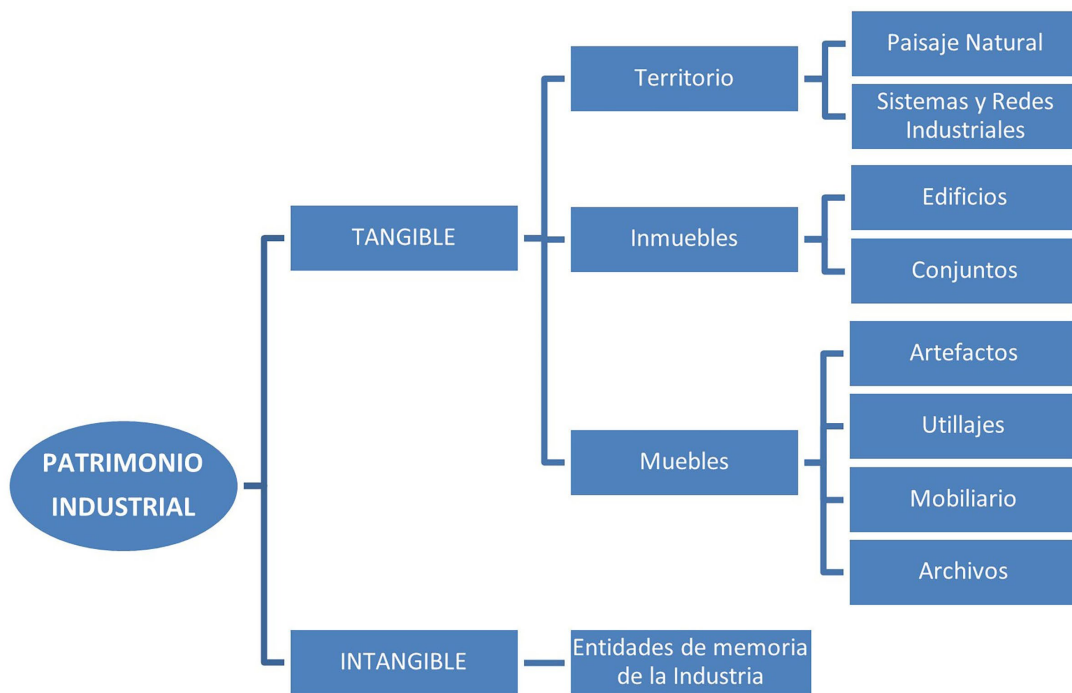 PATRIMONIO
INDUSTRIAL
TANGIBLE
Territorio
Paisaje Natural
Sistemas y Redes
Industriales
Inmuebles
Edificios
Conjuntos
Muebles
Artefactos
Utillajes
Mobiliario
Archivos
INTANGIBLE
Entidades de memoria
de la Industria